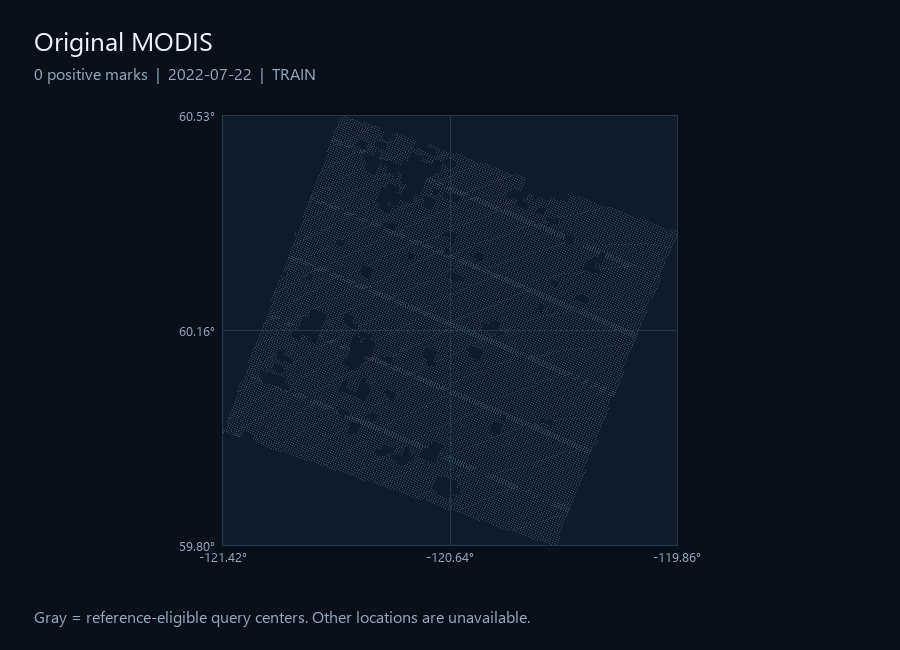 Original MODIS
0 positive marks | 2022-07-22 | TRAIN
60.53°
60.16°
59.80°
-121.42°
-120.64°
-119.86°
Gray = reference-eligible query centers. Other locations are unavailable.